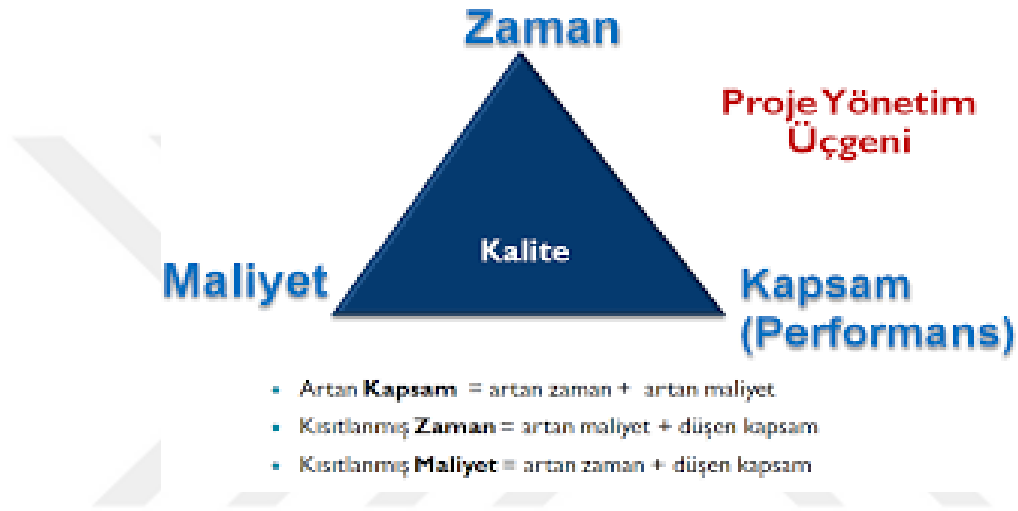 Zaman
Proje Yönetim
Üçgeni
Kalite
Maliyet
Kapsam
(Performans)
• Artan Kapsam = artan zaman + artan maliyet
• Kısıtlanmış Zaman = artan maliyet + düşen kapsam
• Kısıtlanmış Maliyet = artan zaman + düşen kapsam